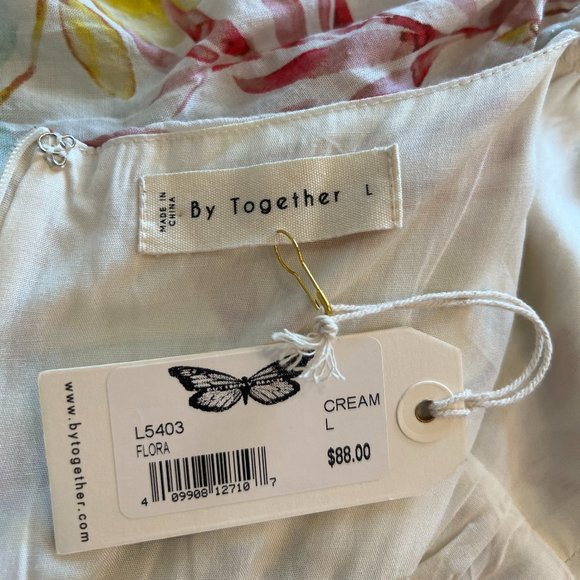 MADE IN
CHINA
By Together L
www.bytogether.com
L5403
FLORA
CREAM
L
$88.00
4 09908 12710 7